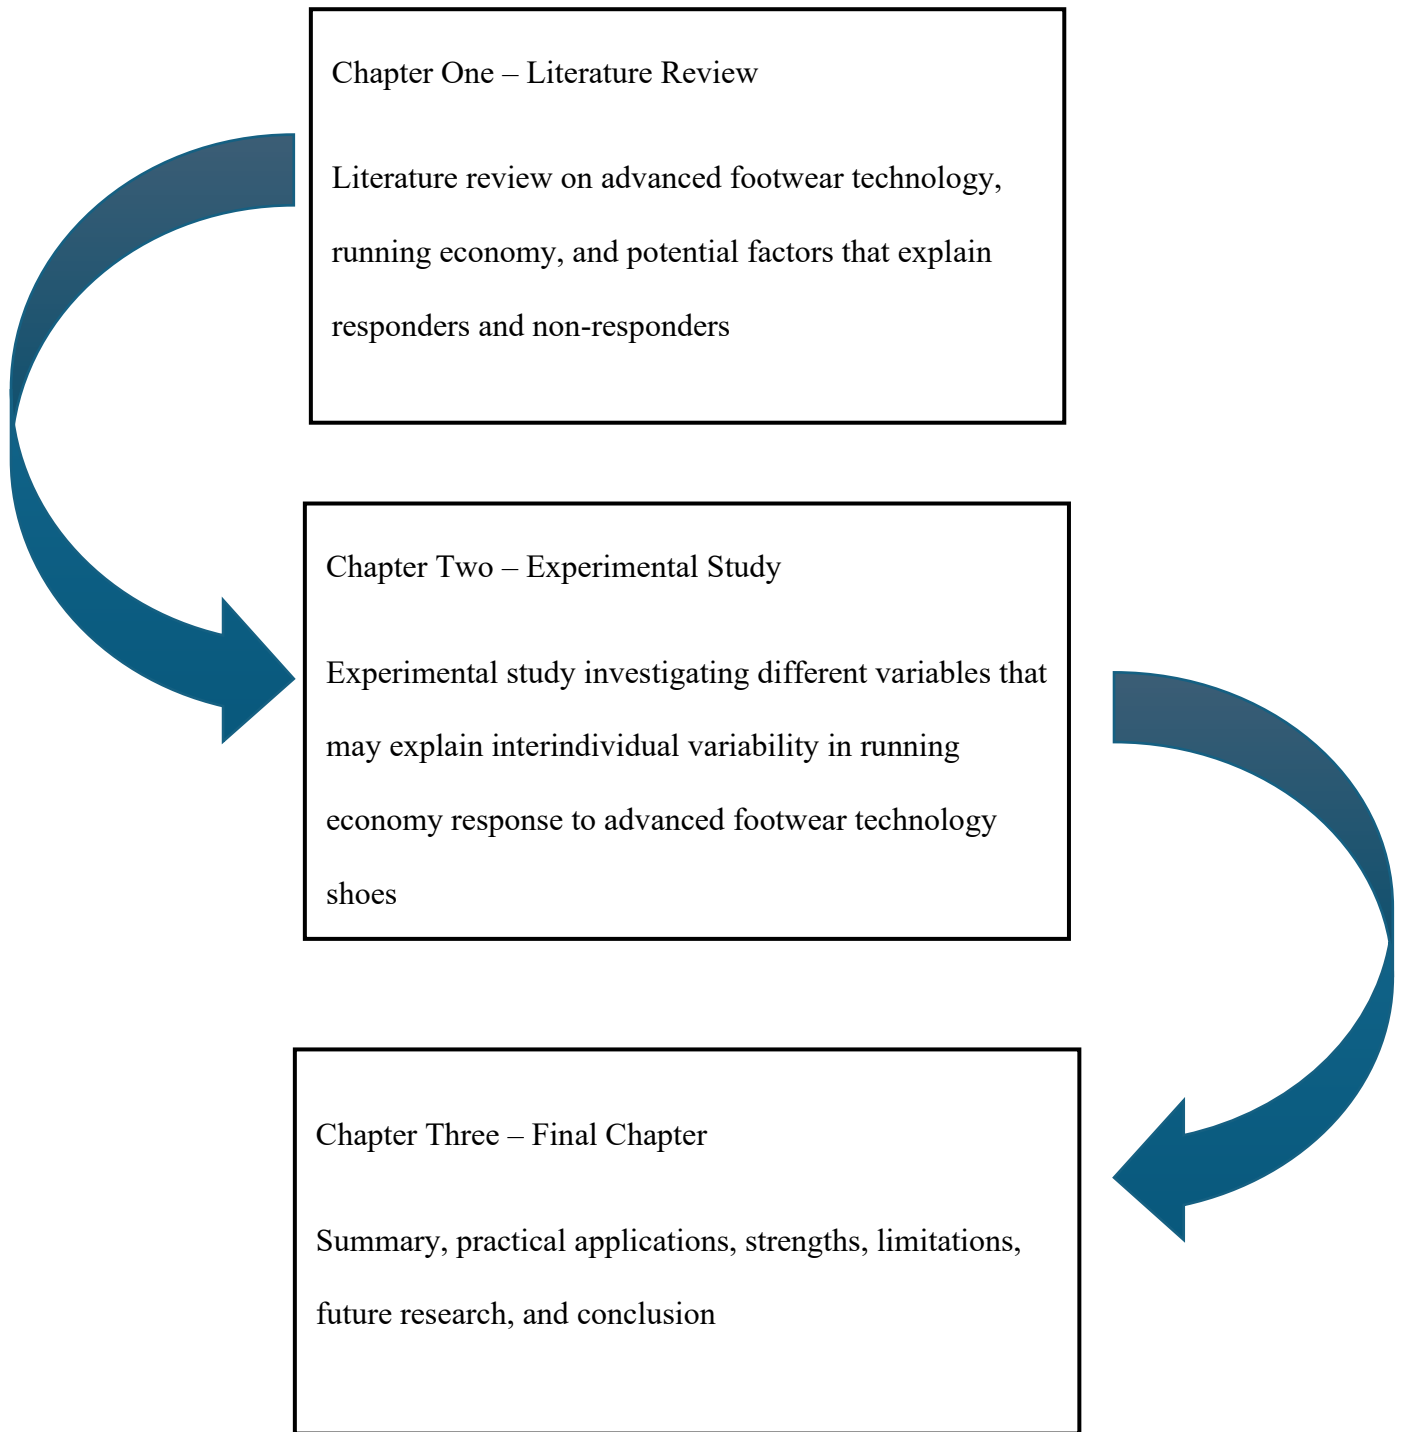 Chapter One – Literature Review
Literature review on advanced footwear technology,
running economy, and potential factors that explain
responders and non-responders
Chapter Two – Experimental Study
Experimental study investigating different variables that
may explain interindividual variability in running
economy response to advanced footwear technology
shoes
Chapter Three – Final Chapter
Summary, practical applications, strengths, limitations,
future research, and conclusion